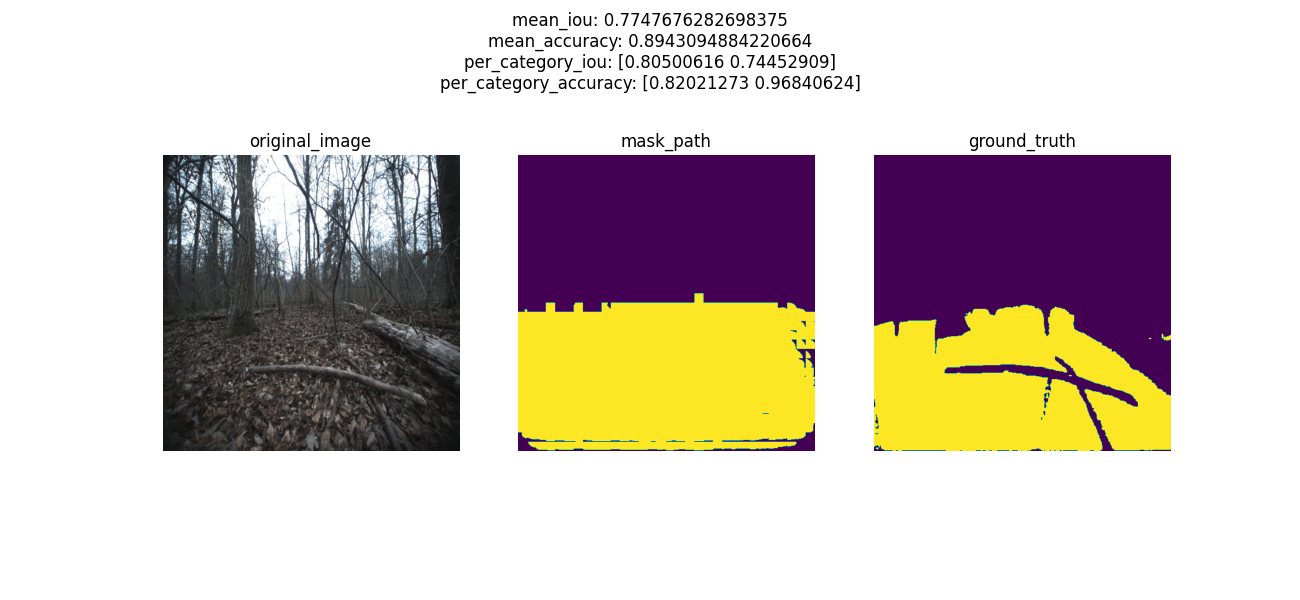 mean_iou: 0.7747676282698375
mean_accuracy: 0.8943094884220664
per_category_iou: [0.80500616 0.74452909]
per_category_accuracy: [0.82021273 0.96840624]
original_image
mask_path
ground_truth